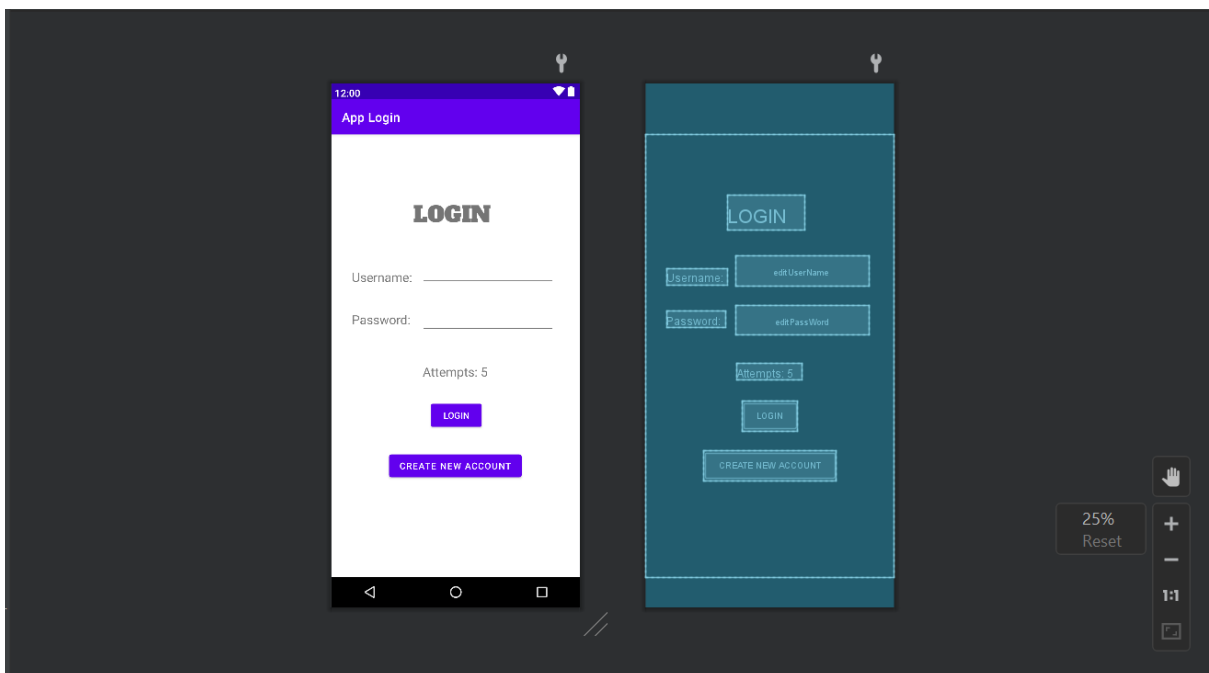 12:00
App Login
LOGIN
Username:
Password:
Attempts: 5
LOGIN
CREATE NEW ACCOUNT
LOGIN
Username:
editUserName
Password:
editPassWord
Attempts: 5
LOGIN
CREATE NEW ACCOUNT
25%
Reset
1:1